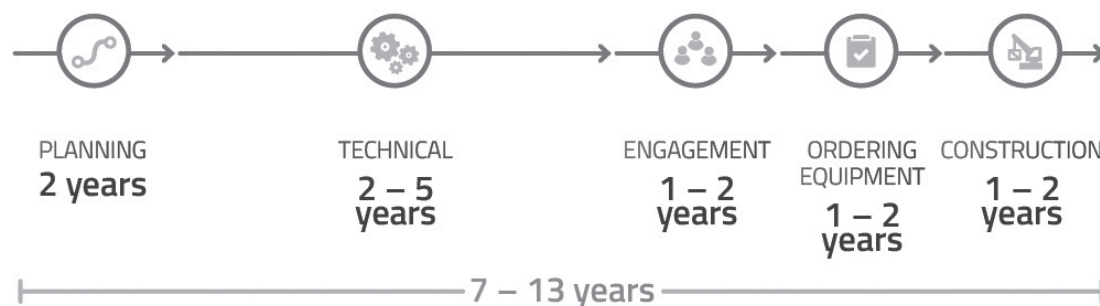 PLANNING
2 years
TECHNICAL
2 – 5
years
ENGAGEMENT
1 – 2
years
ORDERING
EQUIPMENT
1 – 2
years
CONSTRUCTION
1 – 2
years
7 – 13 years